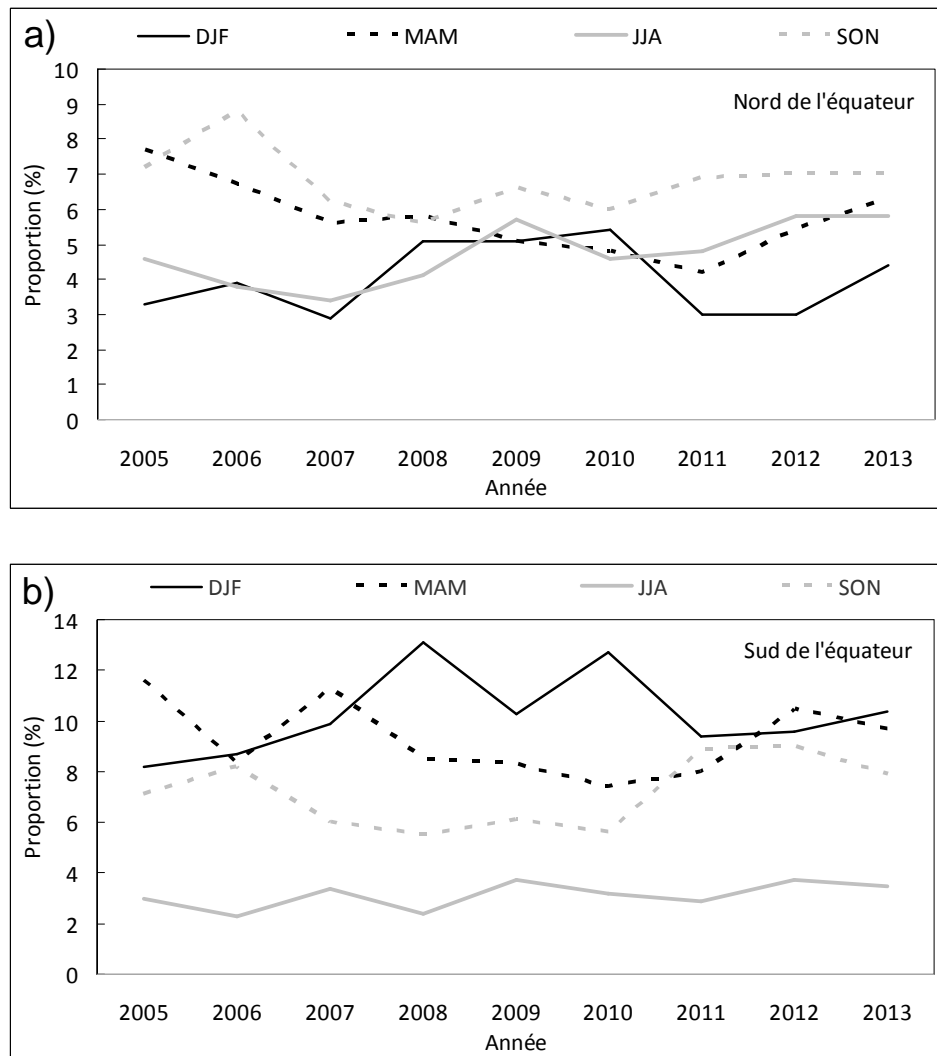 a)
DJF MAM JJA SON
Nord de l'équateur
Proportion (%)
10
9
8
7
6
5
4
3
2
1
0
2005 2006 2007 2008 2009 2010 2011 2012 2013
Année
b)
DJF MAM JJA SON
Sud de l'équateur
Proportion (%)
14
12
10
8
6
4
2
0
2005 2006 2007 2008 2009 2010 2011 2012 2013
Année